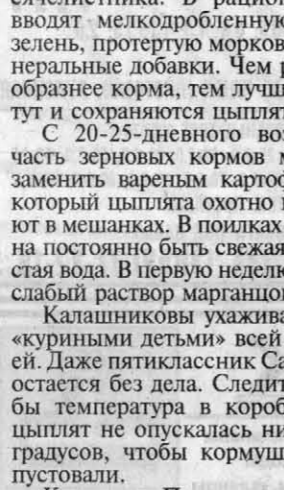 вводят мелкодробленную
зелень, протертую морков
неральные добавки. Чем
образнее корма, тем лучш
тут и сохраняются цыплят
С 20-25-дневного воз
часть зерновых кормов м
заменить вареным картоф
который цыплята охотно
ют в мешанках. В поилках
на постоянно быть свежая
стая вода. В первую неделю
слабый раствор марганцо
Калашниковы ухажива
«куриными детьми» всей
ей. Даже пятиклассник Са
остается без дела. Следит
бы температура в короб
цыплят не опускалась ни
градусов, чтобы кормуш
пустовали.